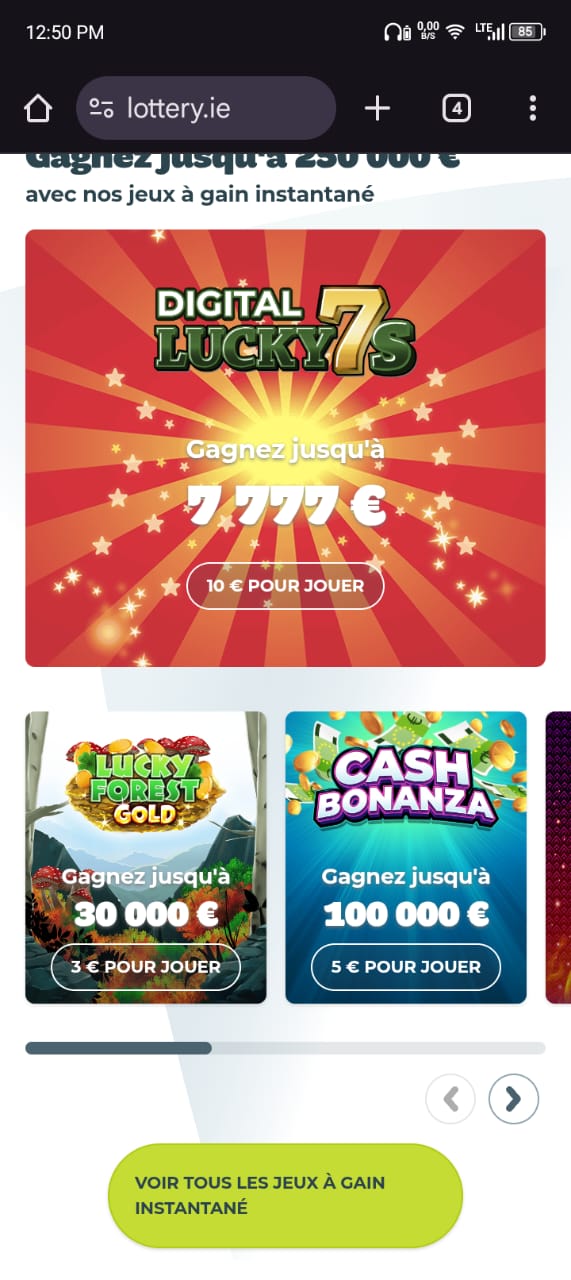 12:50 PM
0,00
B/S
LTE
85
lottery.ie
4
Gagnez jusqu'à 250 000 €
avec nos jeux à gain instantané
DIGITAL
LUCKY 7S
Gagnez jusqu'à
7 777 €
10 € POUR JOUER
LUCKY
FOREST
GOLD
Gagnez jusqu'à
30 000 €
3 € POUR JOUER
CASH
BONANZA
Gagnez jusqu'à
100 000 €
5 € POUR JOUER
VOIR TOUS LES JEUX À GAIN
INSTANTANÉ